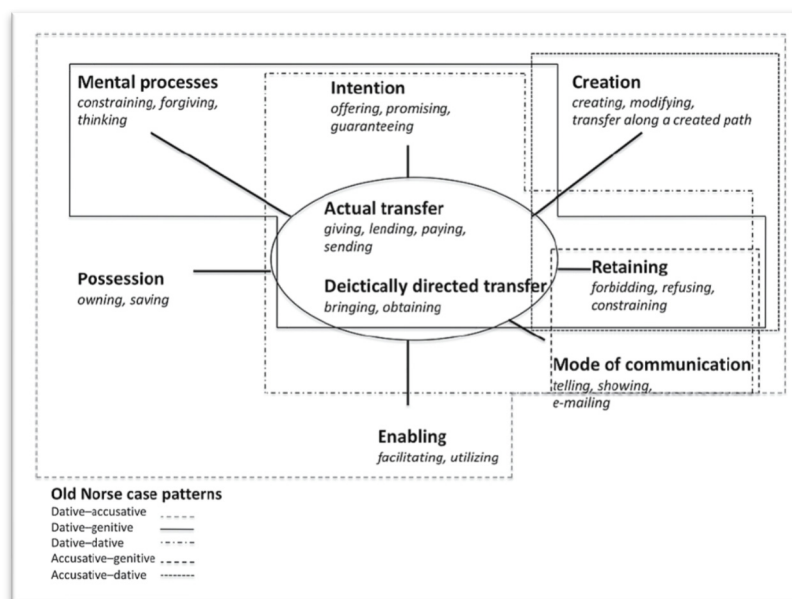 Mental processes
constraining, forgiving,
thinking
Intention
offering, promising,
guaranteeing
Creation
creating, modifying,
transfer along a created path
Actual transfer
giving, lending, paying,
sending
Possession
owning, saving
Deictically directed transfer
bringing, obtaining
Retaining
forbidding, refusing,
constraining
Mode of communication
telling, showing,
e-mailing
Enabling
facilitating, utilizing
Old Norse case patterns
Dative–accusative
Dative–genitive
Dative–dative
Accusative–genitive
Accusative–dative